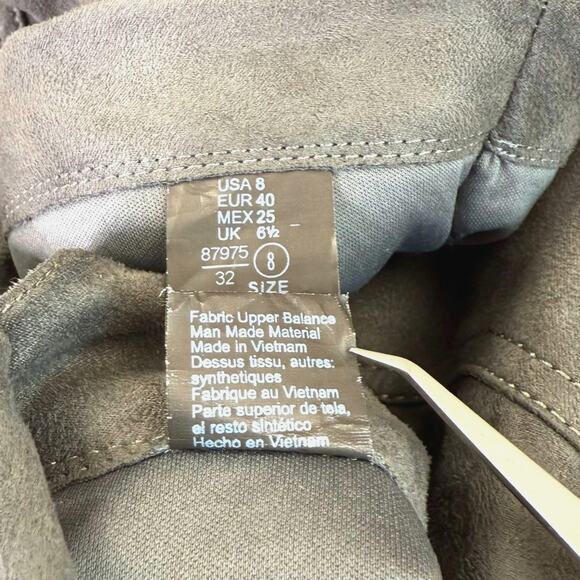 USA 8
EUR 40
MEX 25
UK 6½
87975
32
8
SIZE
Fabric Upper Balance
Man Made Material
Made in Vietnam
Dessus tissu, autres:
synthetiques
Fabrique au Vietnam
Parte superior de tela,
el resto sintético
Hecho en Vietnam